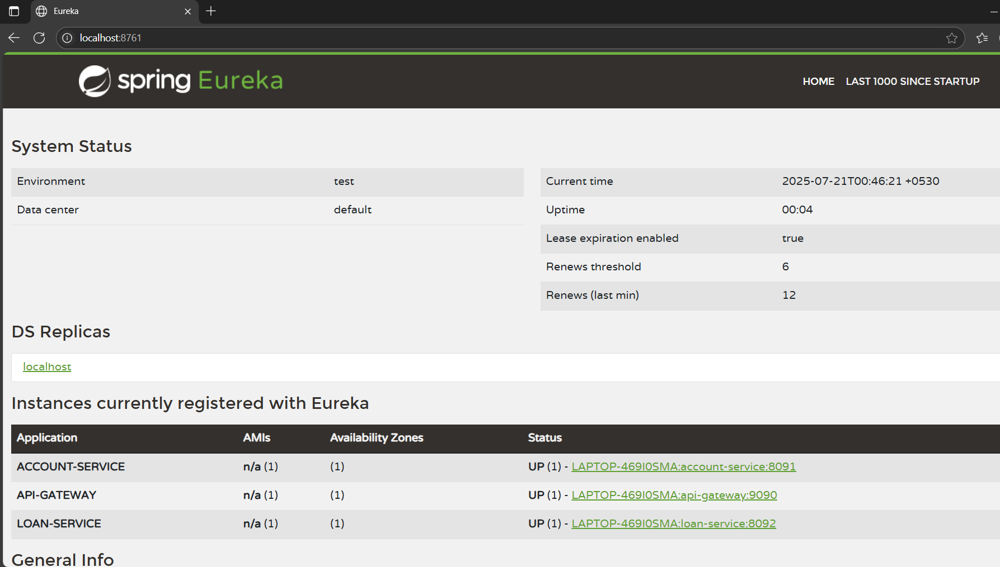 Eureka
localhost:8761
spring Eureka
HOME LAST 1000 SINCE STARTUP
System Status
Environment test
Data center default
Current time 2025-07-21T00:46:21 +0530
Uptime 00:04
Lease expiration enabled true
Renews threshold 6
Renews (last min) 12
DS Replicas
localhost
Instances currently registered with Eureka
Application AMIs Availability Zones Status
ACCOUNT-SERVICE n/a (1) (1) UP (1) - LAPTOP-469I0SMA:account-service:8091
API-GATEWAY n/a (1) (1) UP (1) - LAPTOP-469I0SMA:api-gateway:9090
LOAN-SERVICE n/a (1) (1) UP (1) - LAPTOP-469I0SMA:loan-service:8092
General Info